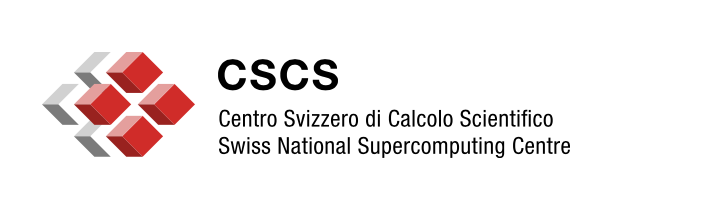 CSCS
Centro Svizzero di Calcolo Scientifico
Swiss National Supercomputing Centre